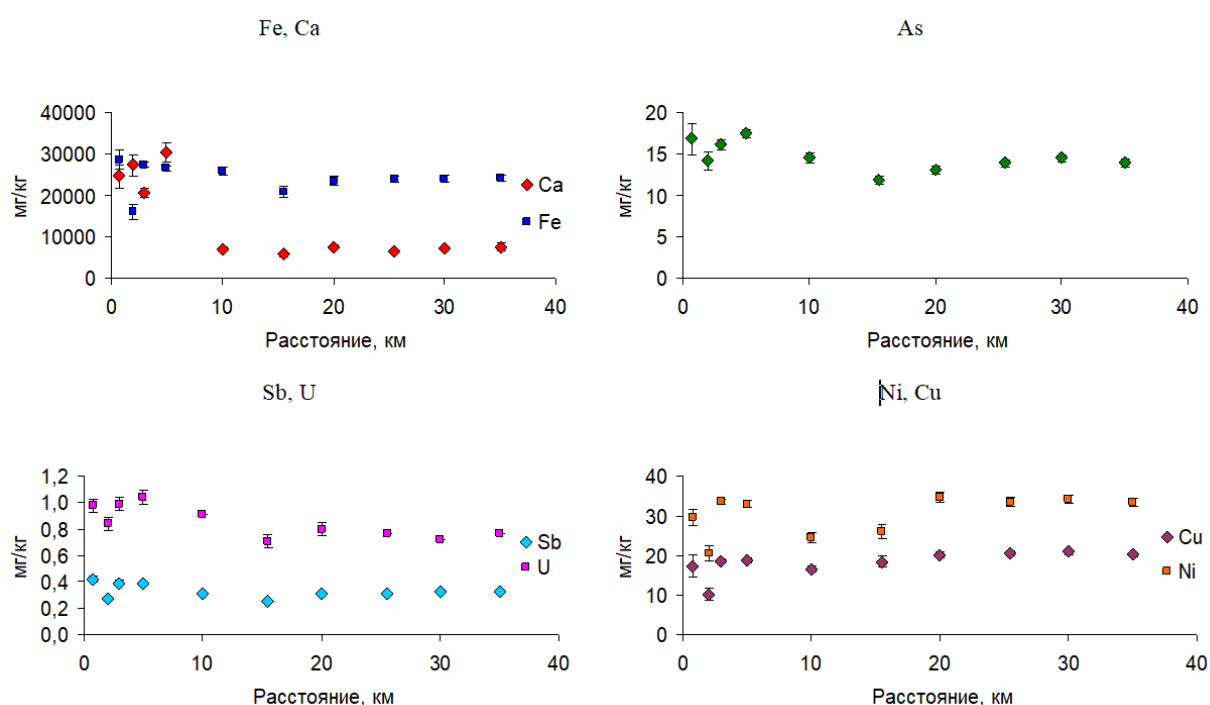 Fe, Ca
40000
30000
20000
10000
0
мг/кг
0 10 20 30 40
Расстояние, км
Ca
Fe
As
20
15
10
5
0
мг/кг
0 10 20 30 40
Расстояние, км
Sb, U
1,2
1,0
0,8
0,6
0,4
0,2
0,0
мг/кг
0 10 20 30 40
Расстояние, км
Sb
U
Ni, Cu
40
30
20
10
0
мг/кг
0 10 20 30 40
Расстояние, км
Cu
Ni